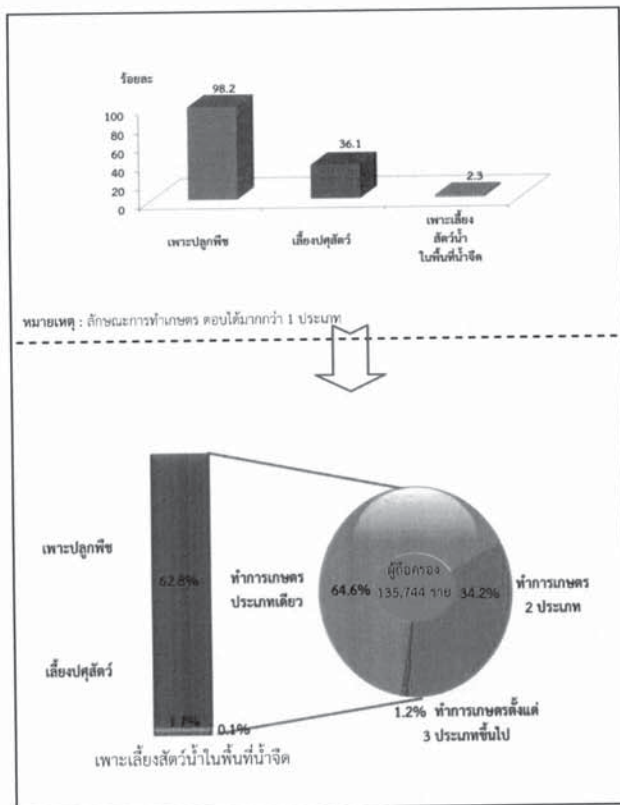 ร้อยละ
98.2
100
80
60
40
20
0
36.1
2.3
เพาะปลูกพืช
เลี้ยงปศุสัตว์
เพาะเลี้ยง
สัตว์น้ำ
ในพื้นที่น้ำจืด
หมายเหตุ : ลักษณะการทำเกษตร ตอบได้มากกว่า 1 ประเภท
เพาะปลูกพืช
62.8%
ทำการเกษตร
ประเภทเดียว
64.6%
ผู้ถือครอง
135,744 ราย
34.2%
ทำการเกษตร
2 ประเภท
เลี้ยงปศุสัตว์
1.7%
0.1%
เพาะเลี้ยงสัตว์น้ำในพื้นที่น้ำจืด
1.2% ทำการเกษตรตั้งแต่
3 ประเภทขึ้นไป